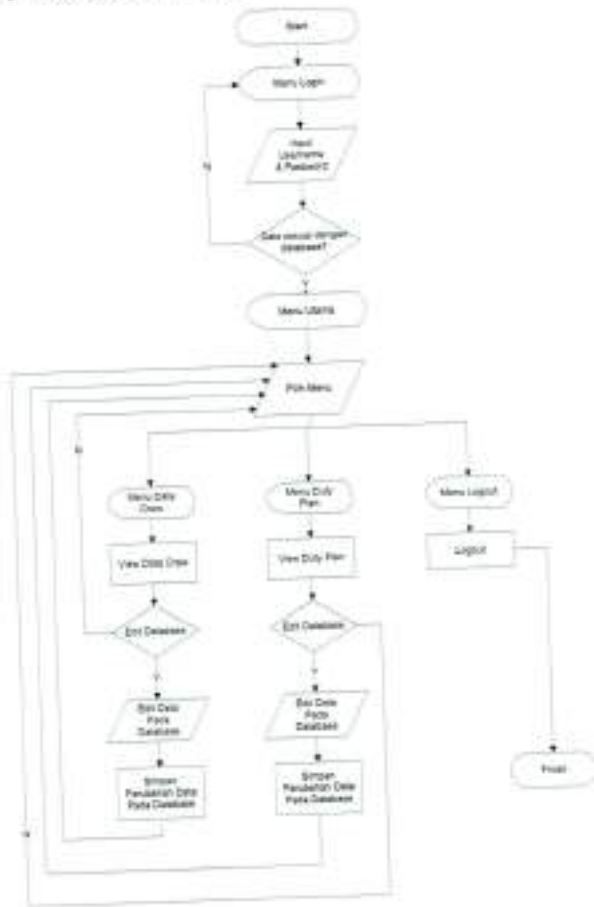 Start
Menu Login
Input
Username
& Password
N
Data sesuai dengan
database?
Y
Menu Utama
Pilih Menu
N
Menu Data
Crew
Menu Duty
Plan
Menu Logout
View Data Crew
View Duty Plan
Logout
Edit Database
Edit Database
Y
Y
Edit Data
Pada
Database
Edit Data
Pada
Database
Simpan
Perubahan Data
Pada Database
Simpan
Perubahan Data
Pada Database
Finish
N